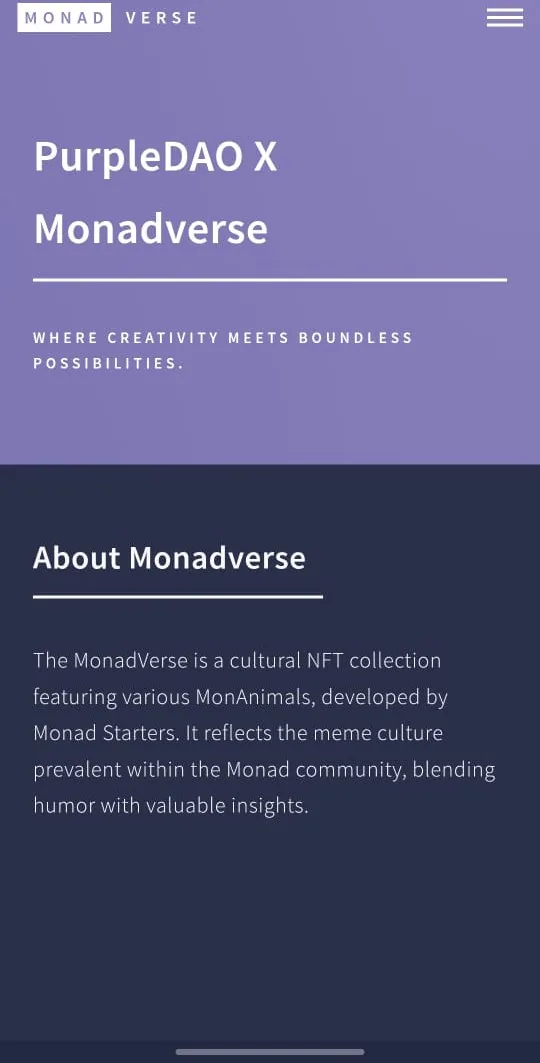 MONAD VERSE
PurpleDAO X
Monadverse
WHERE CREATIVITY MEETS BOUNDLESS
POSSIBILITIES.
About Monadverse
The MonadVerse is a cultural NFT collection
featuring various MonAnimals, developed by
Monad Starters. It reflects the meme culture
prevalent within the Monad community, blending
humor with valuable insights.